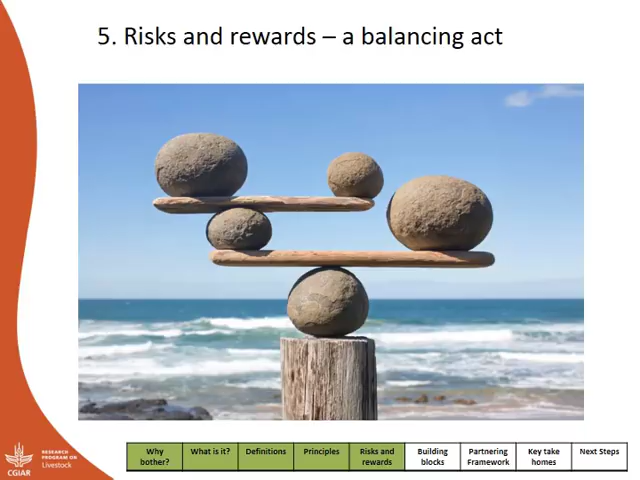 5. Risks and rewards – a balancing act
RESEARCH
PROGRAM ON
Livestock
CGIAR
Why
bother?
What is it?
Definitions
Principles
Risks and
rewards
Building
blocks
Partnering
Framework
Key take
homes
Next Steps